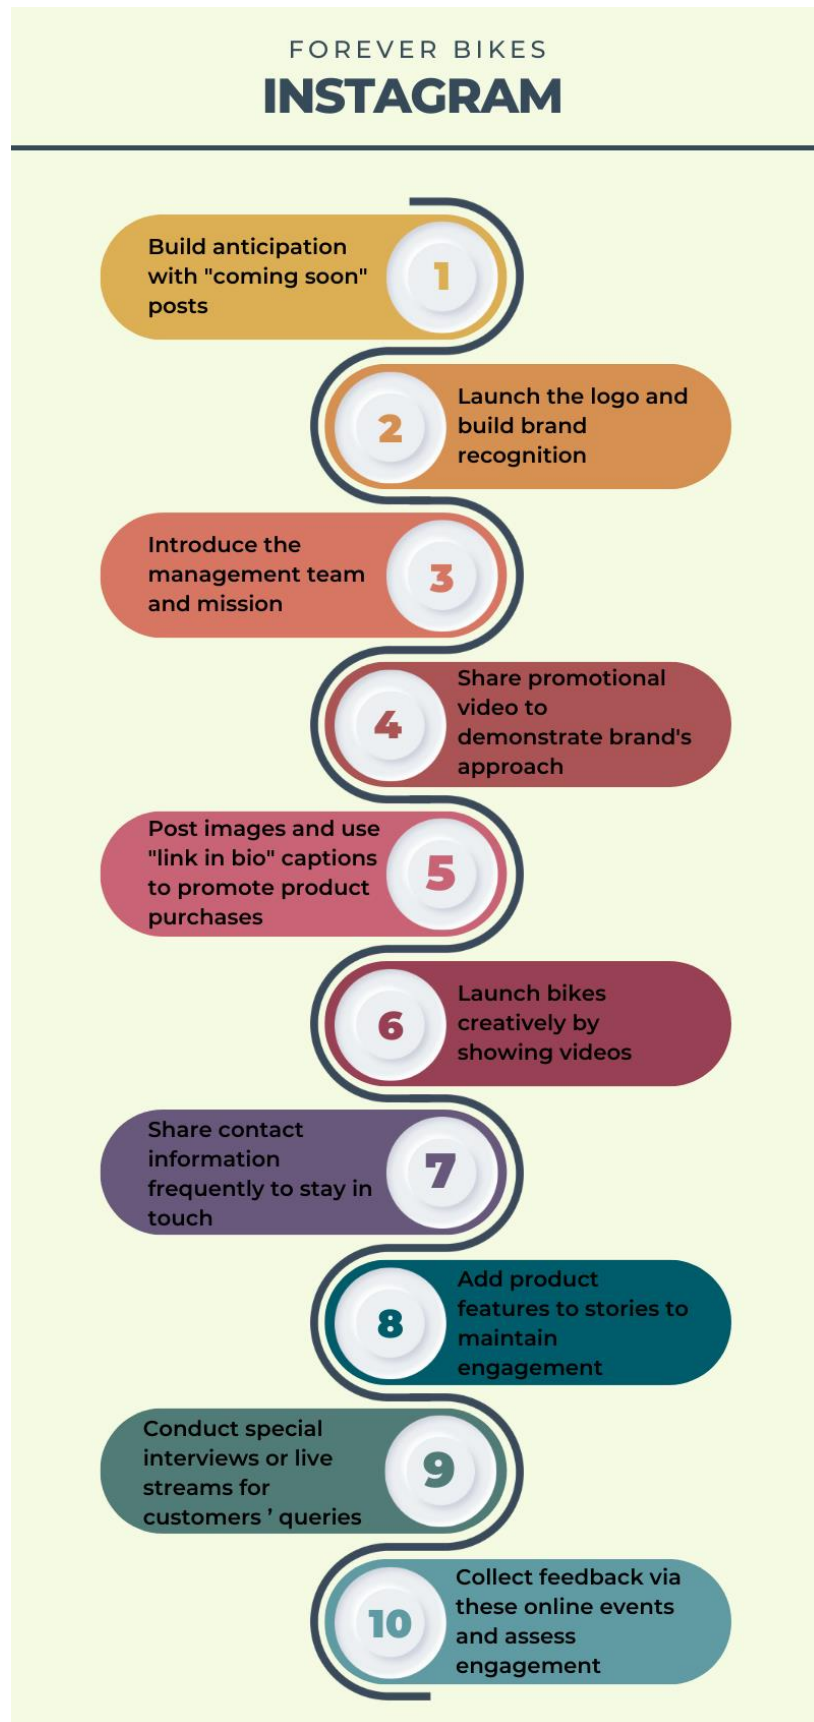 FOREVER BIKES
INSTAGRAM
Build anticipation
with "coming soon"
posts
1
2
Launch the logo and
build brand
recognition
Introduce the
management team
and mission
3
4
Share promotional
video to
demonstrate brand's
approach
Post images and use
"link in bio" captions
to promote product
purchases
5
6
Launch bikes
creatively by
showing videos
Share contact
information
frequently to stay in
touch
7
8
Add product
features to stories to
maintain
engagement
Conduct special
interviews or live
streams for
customers ’ queries
9
10
Collect feedback via
these online events
and assess
engagement